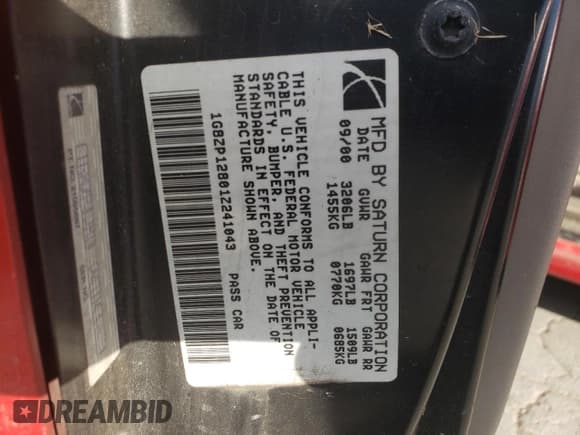 MFD BY SATURN CORPORATION
DATE GVWR GAWR FRT GAWR RR
09/00 3206LB 1697LB 1509LB
1455KG 0770KG 0685KG
THIS VEHICLE CONFORMS TO ALL APPLI-
CABLE U.S. FEDERAL MOTOR VEHICLE
SAFETY, BUMPER, AND THEFT PREVENTION
STANDARDS IN EFFECT ON THE DATE OF
MANUFACTURE SHOWN ABOVE.
1G8ZP12801Z241043 PASS CAR
DREAMBID